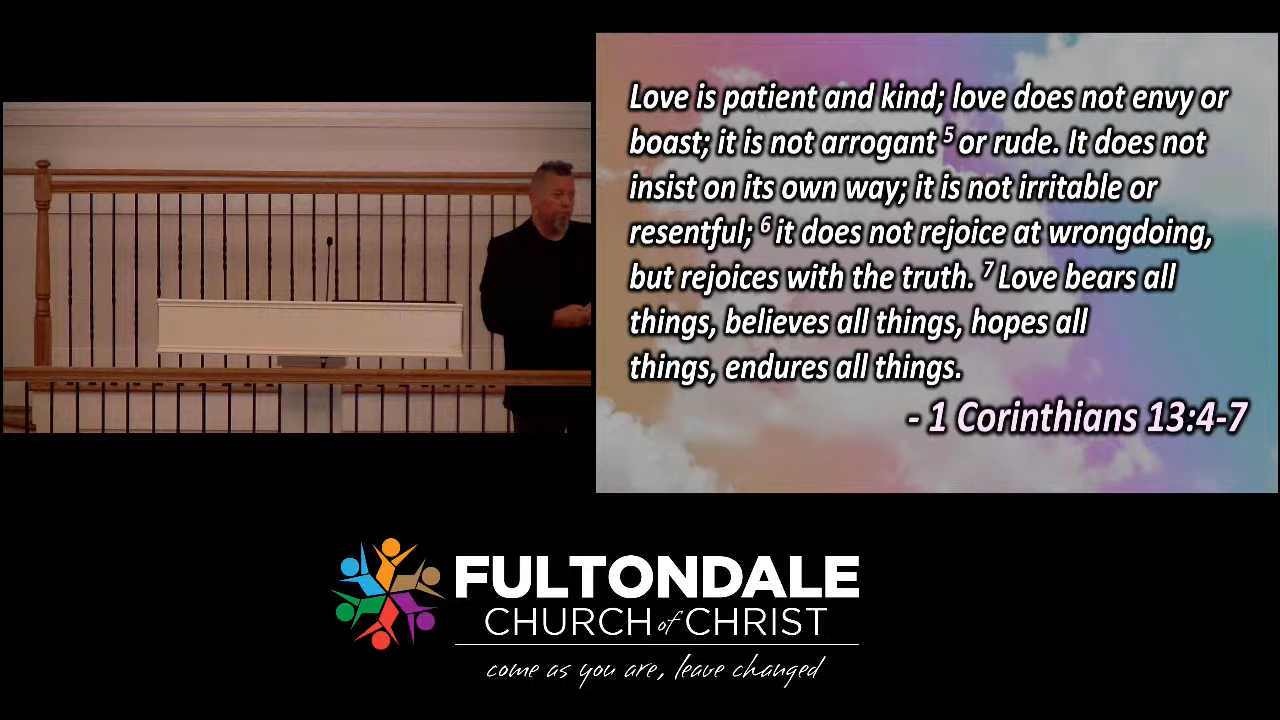 Love is patient and kind; love does not envy or
boast; it is not arrogant 5 or rude. It does not
insist on its own way; it is not irritable or
resentful; 6 it does not rejoice at wrongdoing,
but rejoices with the truth. 7 Love bears all
things, believes all things, hopes all
things, endures all things.
- 1 Corinthians 13:4-7
FULTONDALE
CHURCH of CHRIST
come as you are, leave changed